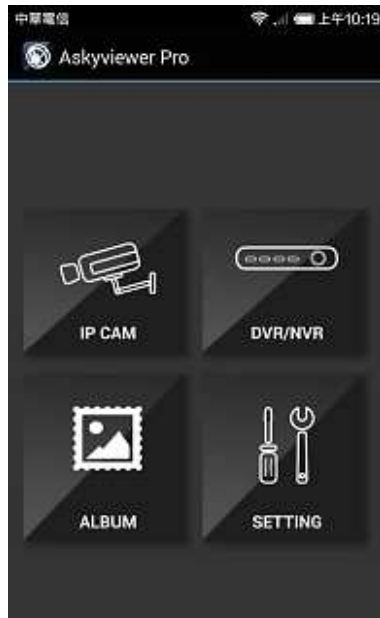 中華電信 上午10:19
Askyviewer Pro
IP CAM DVR/NVR
ALBUM SETTING